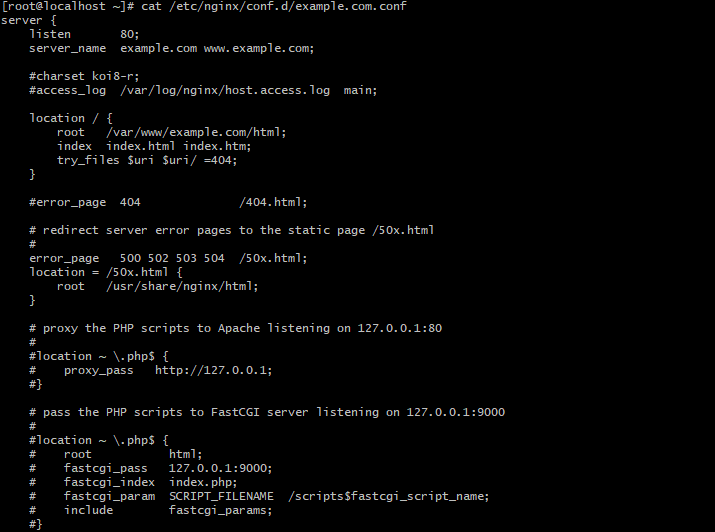 [root@localhost ~]# cat /etc/nginx/conf.d/example.com.conf
server {
    listen       80;
    server_name  example.com www.example.com;

    #charset koi8-r;
    #access_log  /var/log/nginx/host.access.log  main;

    location / {
        root   /var/www/example.com/html;
        index  index.html index.htm;
        try_files $uri $uri/ =404;
    }

    #error_page  404              /404.html;

    # redirect server error pages to the static page /50x.html
    #
    error_page   500 502 503 504  /50x.html;
    location = /50x.html {
        root   /usr/share/nginx/html;
    }

    # proxy the PHP scripts to Apache listening on 127.0.0.1:80
    #
    #location ~ \.php$ {
    #    proxy_pass   http://127.0.0.1;
    #}

    # pass the PHP scripts to FastCGI server listening on 127.0.0.1:9000
    #
    #location ~ \.php$ {
    #    root           html;
    #    fastcgi_pass   127.0.0.1:9000;
    #    fastcgi_index  index.php;
    #    fastcgi_param  SCRIPT_FILENAME  /scripts$fastcgi_script_name;
    #    include        fastcgi_params;
    #}